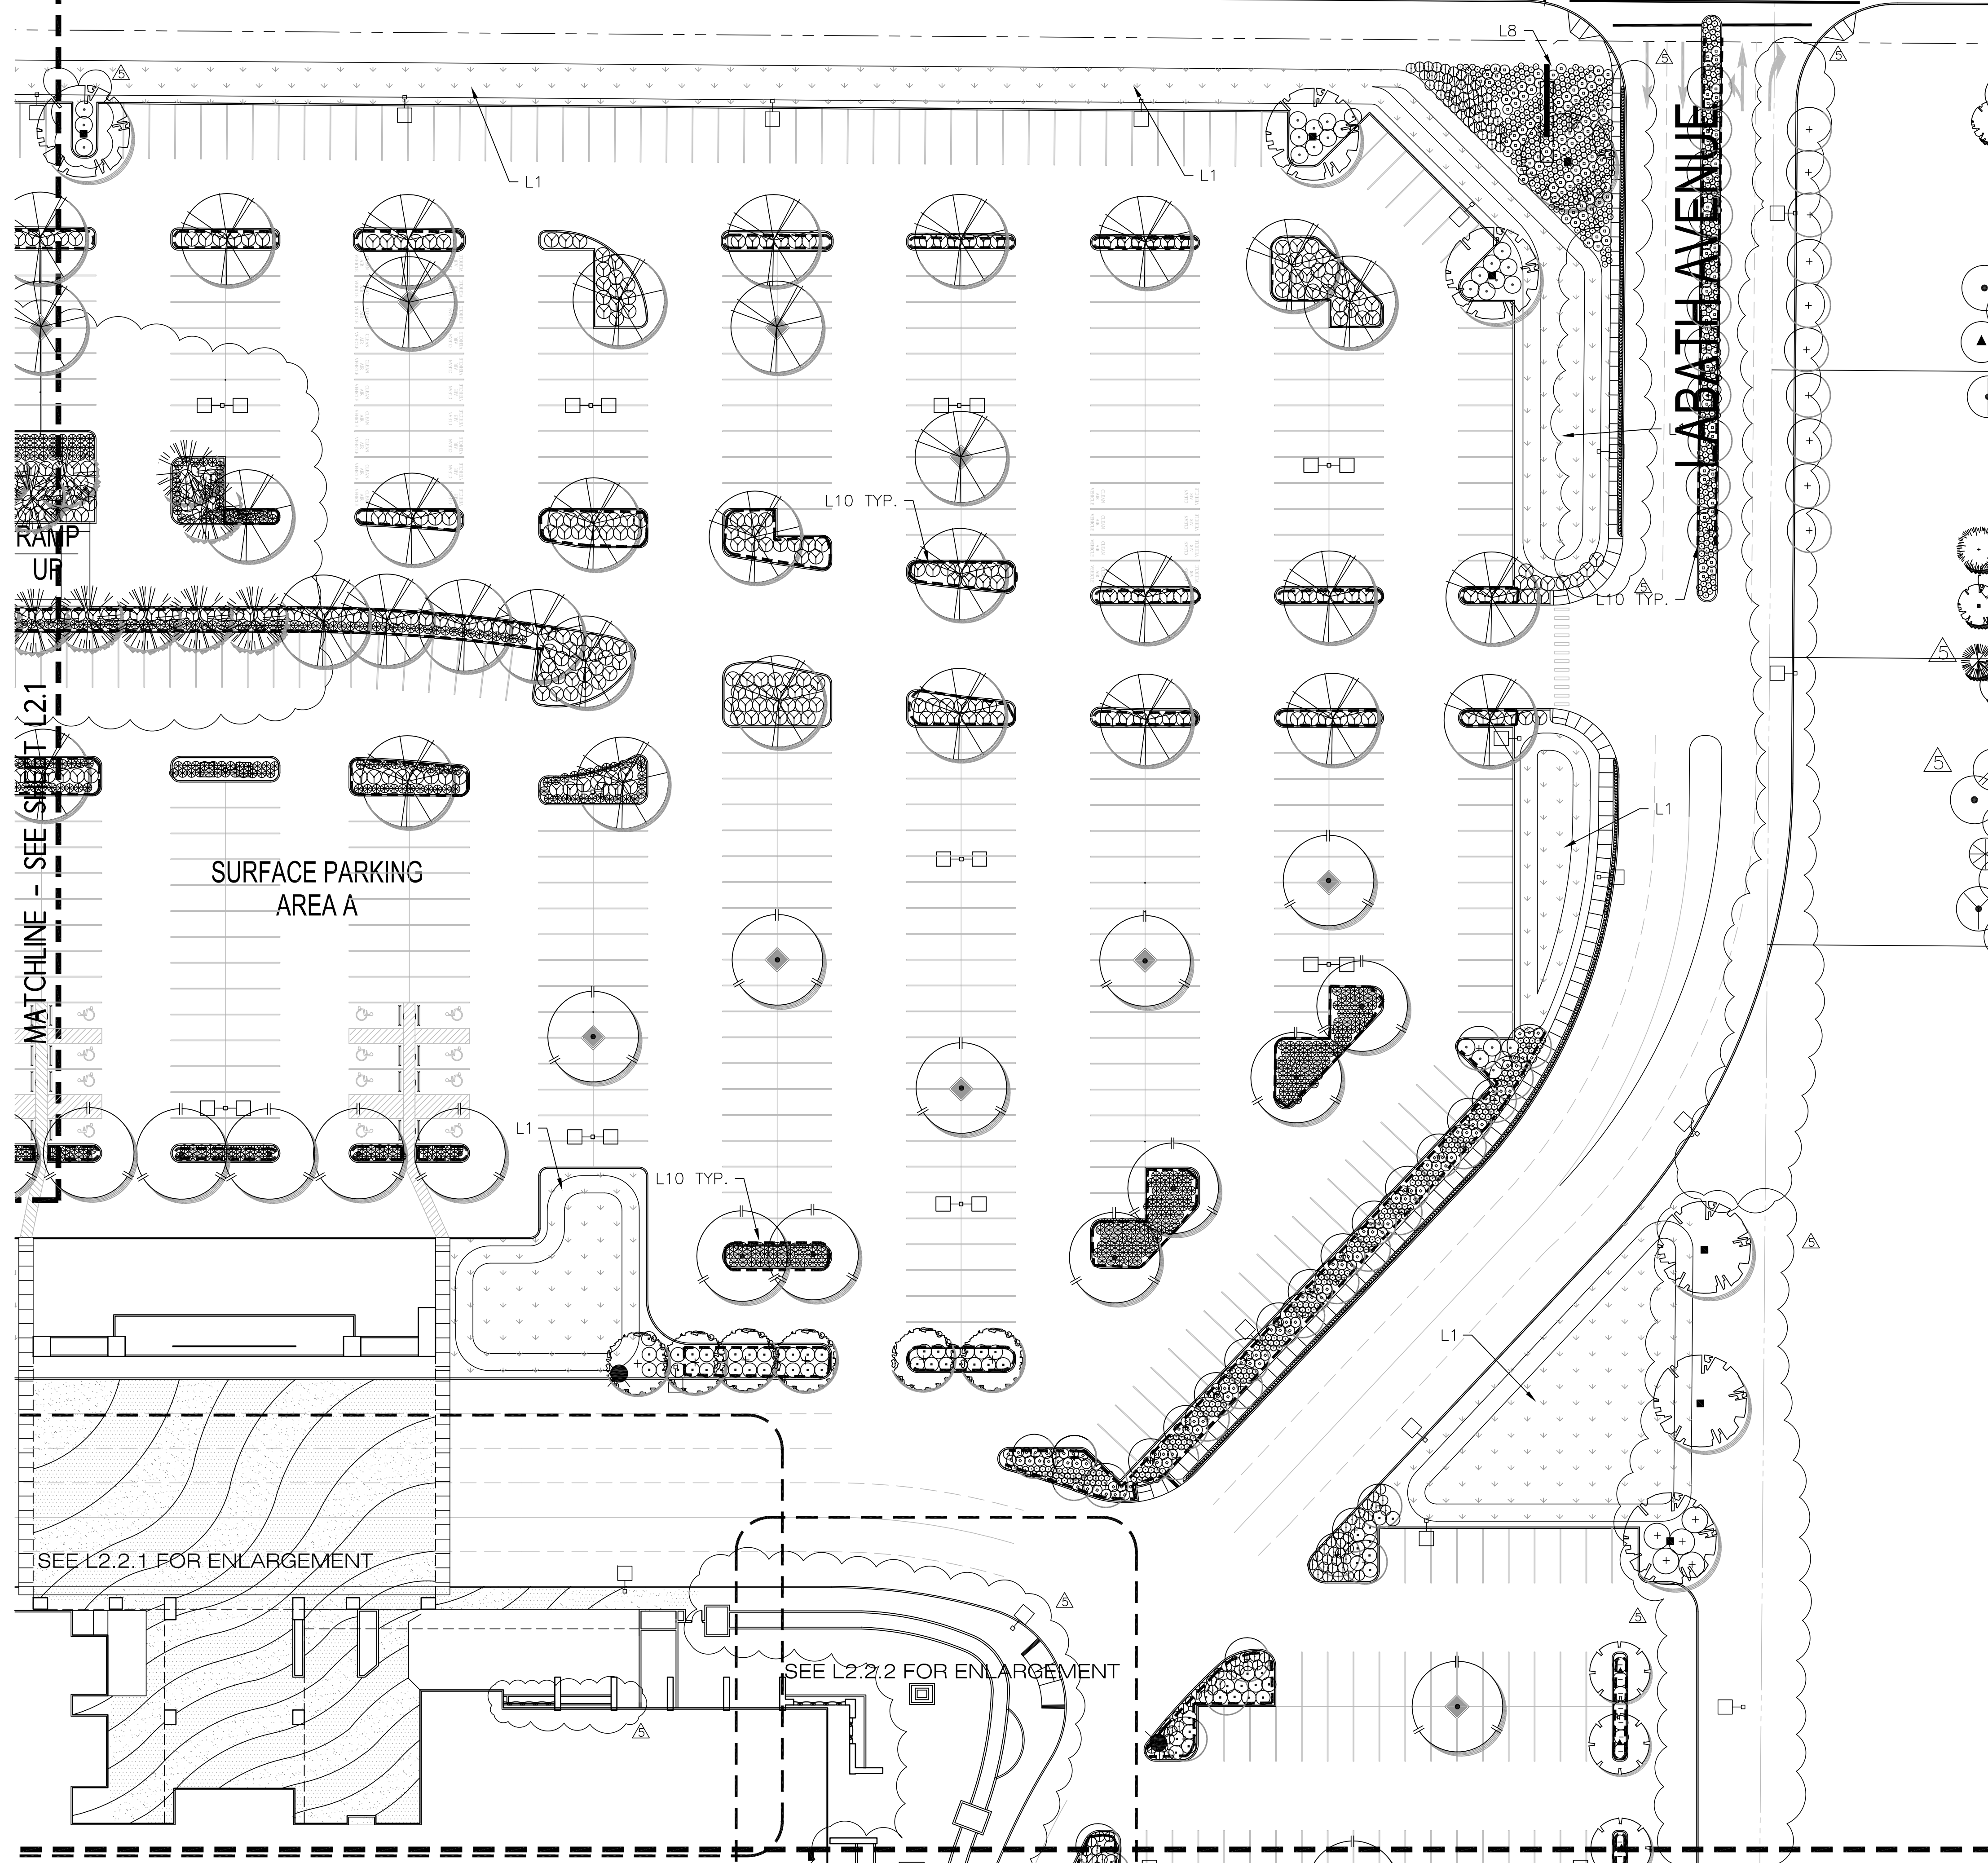 L8
5
5
5
L1
L1
LABATH AVENUE
L10 TYP.
RAMP
UP
L10 TYP.
5
5
5
MATCHLINE - SEE SHEET L2.1
L1
SURFACE PARKING
AREA A
L1
L10 TYP.
5
L1
SEE L2.2.1 FOR ENLARGEMENT
5
5
SEE L2.2.2 FOR ENLARGEMENT
5